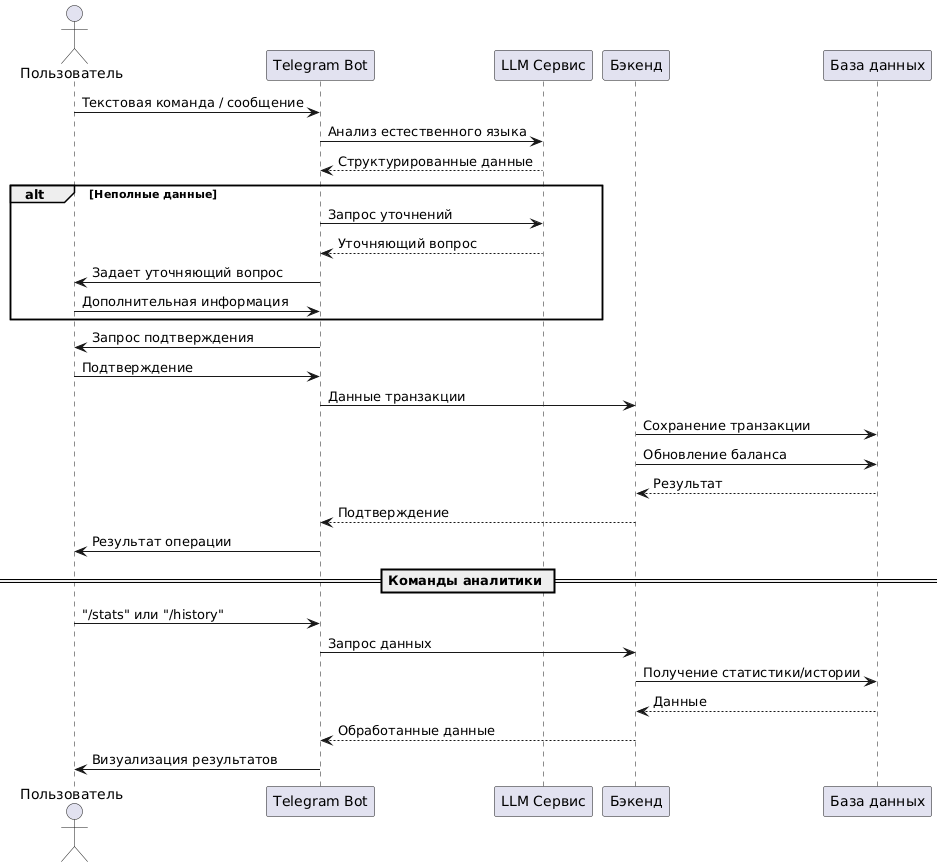 Пользователь
Telegram Bot
LLM Сервис
Бэкенд
База данных
Текстовая команда / сообщение
Анализ естественного языка
Структурированные данные
alt
[Неполные данные]
Запрос уточнений
Уточняющий вопрос
Задает уточняющий вопрос
Дополнительная информация
Запрос подтверждения
Подтверждение
Данные транзакции
Сохранение транзакции
Обновление баланса
Результат
Подтверждение
Результат операции
Команды аналитики
"/stats" или "/history"
Запрос данных
Получение статистики/истории
Данные
Обработанные данные
Визуализация результатов
Пользователь
Telegram Bot
LLM Сервис
Бэкенд
База данных